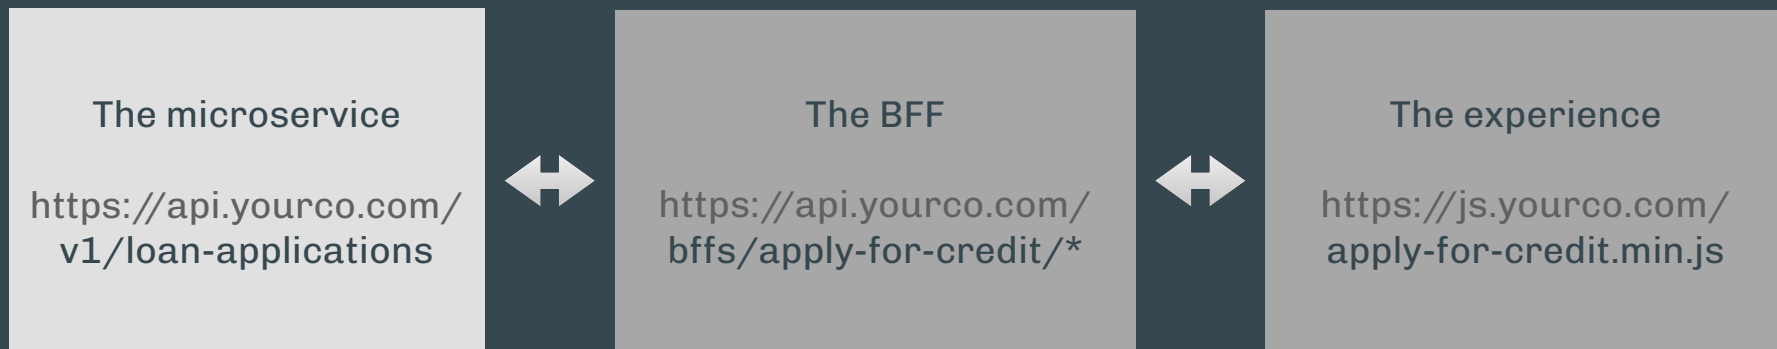 The microservice
https://api.yourco.com/
v1/loan-applications
The BFF
https://api.yourco.com/
bffs/apply-for-credit/*
The experience
https://js.yourco.com/
apply-for-credit.min.js